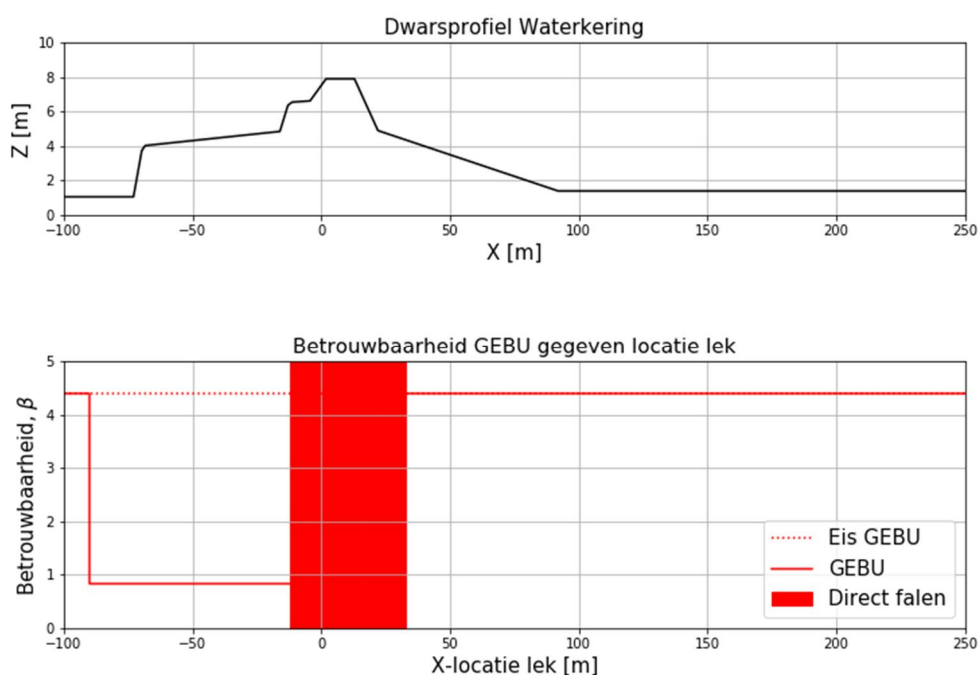 Dwarsprofiel Waterkering
Z [m]
10
8
6
4
2
0
−100 −50 0 50 100 150 200 250
X [m]
Betrouwbaarheid GEBU gegeven locatie lek
Betrouwbaarheid, β
5
4
3
2
1
0
Eis GEBU
GEBU
Direct falen
−100 −50 0 50 100 150 200 250
X-locatie lek [m]